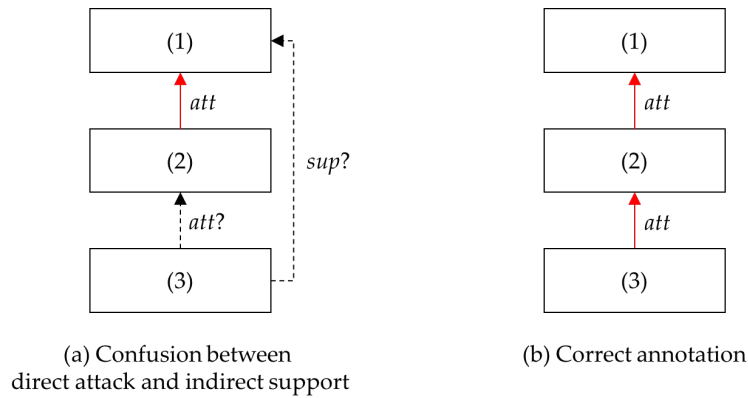 (1)
att
(2)
sup?
att?
(3)
(a) Confusion between
direct attack and indirect support
(1)
att
(2)
att
(3)
(b) Correct annotation